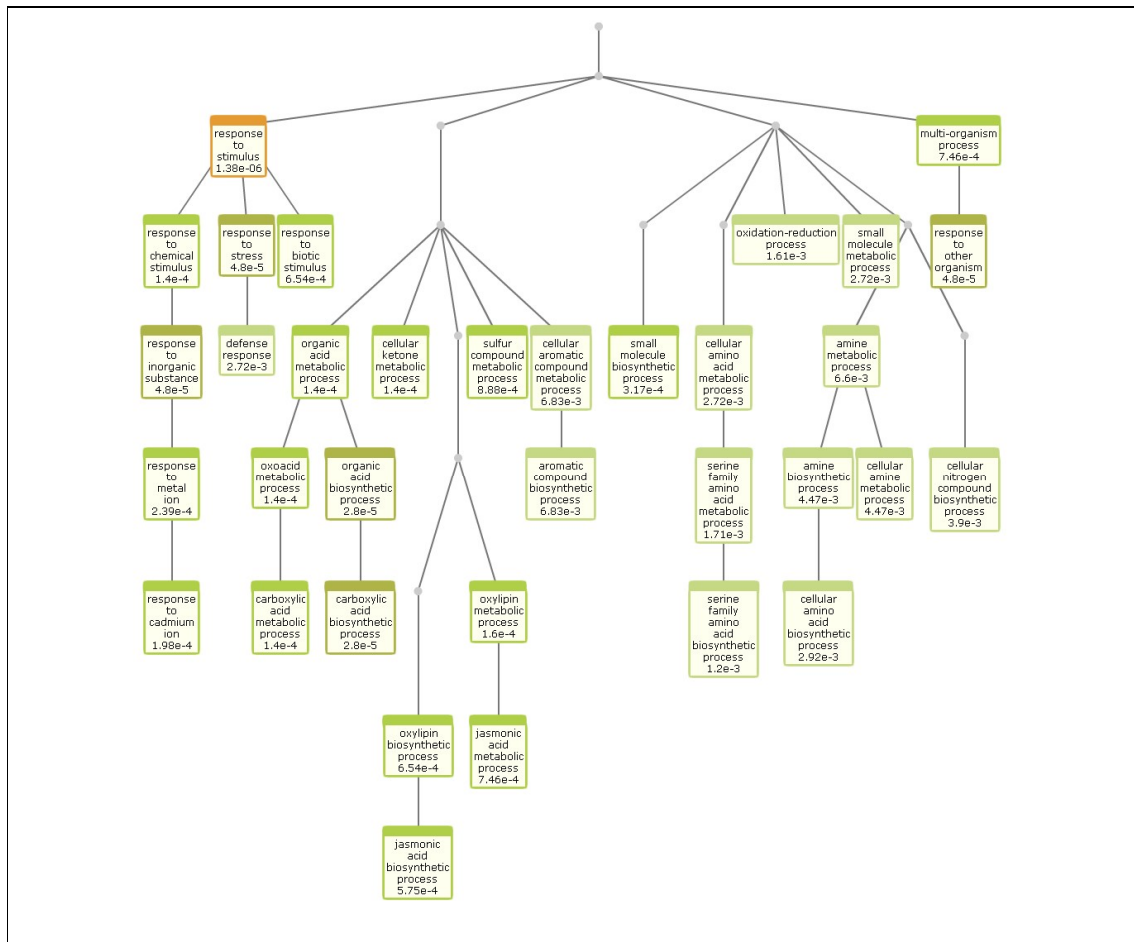 response
to
stimulus
1.38e-06
multi-organism
process
7.46e-4
response
to
chemical
stimulus
1.4e-4
response
to
stress
4.8e-5
response
to
biotic
stimulus
6.54e-4
oxidation-reduction
process
1.61e-3
small
molecule
metabolic
process
2.72e-3
response
to
other
organism
4.8e-5
response
to
inorganic
substance
4.8e-5
defense
response
2.72e-3
organic
acid
metabolic
process
1.4e-4
cellular
ketone
metabolic
process
1.4e-4
sulfur
compound
metabolic
process
8.88e-4
cellular
aromatic
compound
metabolic
process
6.83e-3
small
molecule
biosynthetic
process
3.17e-4
cellular
amino
acid
metabolic
process
2.72e-3
amine
metabolic
process
6.6e-3
response
to
metal
ion
2.39e-4
oxoacid
metabolic
process
1.4e-4
organic
acid
biosynthetic
process
2.8e-5
aromatic
compound
biosynthetic
process
6.83e-3
serine
family
amino
acid
metabolic
process
1.71e-3
amine
biosynthetic
process
4.47e-3
cellular
amine
metabolic
process
4.47e-3
cellular
nitrogen
compound
biosynthetic
process
3.9e-3
response
to
cadmium
ion
1.98e-4
carboxylic
acid
metabolic
process
1.4e-4
carboxylic
acid
biosynthetic
process
2.8e-5
oxylipin
metabolic
process
1.6e-4
serine
family
amino
acid
biosynthetic
process
1.2e-3
cellular
amino
acid
biosynthetic
process
2.92e-3
oxylipin
biosynthetic
process
6.54e-4
jasmonic
acid
metabolic
process
7.46e-4
jasmonic
acid
biosynthetic
process
5.75e-4